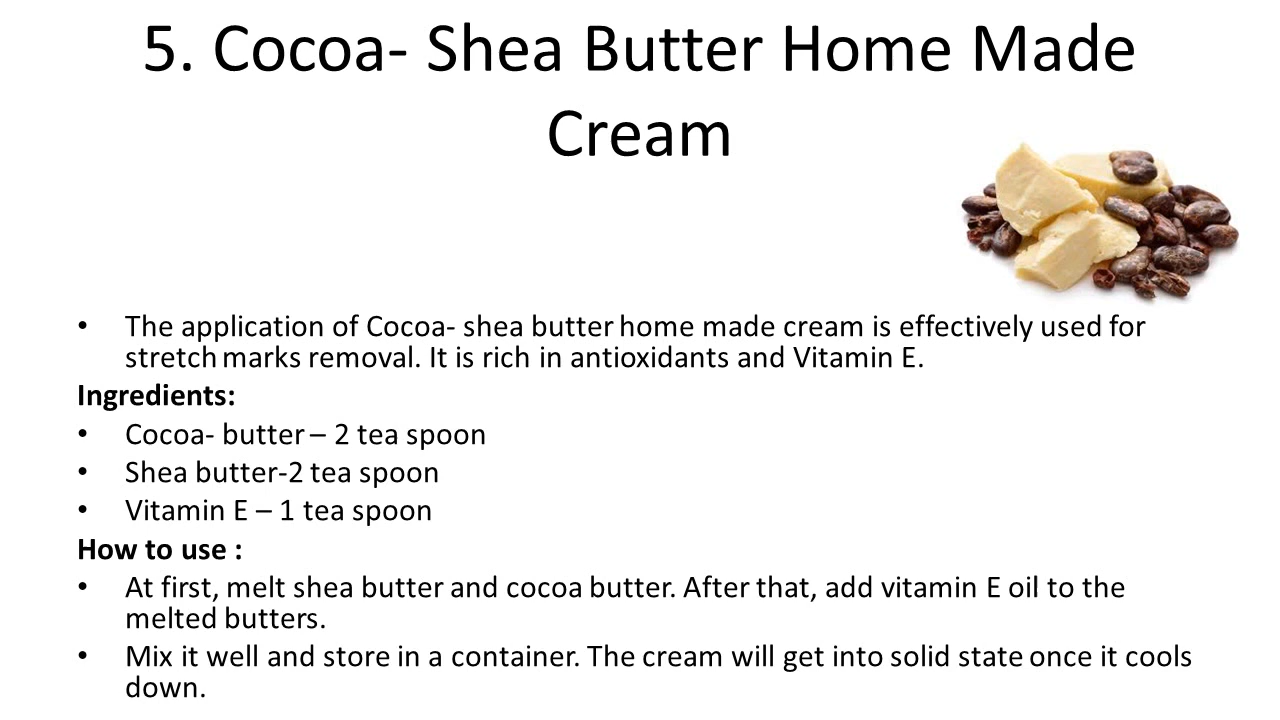 5. Cocoa- Shea Butter Home Made
Cream
• The application of Cocoa- shea butter home made cream is effectively used for
stretch marks removal. It is rich in antioxidants and Vitamin E.
Ingredients:
• Cocoa- butter – 2 tea spoon
• Shea butter-2 tea spoon
• Vitamin E – 1 tea spoon
How to use :
• At first, melt shea butter and cocoa butter. After that, add vitamin E oil to the
melted butters.
• Mix it well and store in a container. The cream will get into solid state once it cools
down.